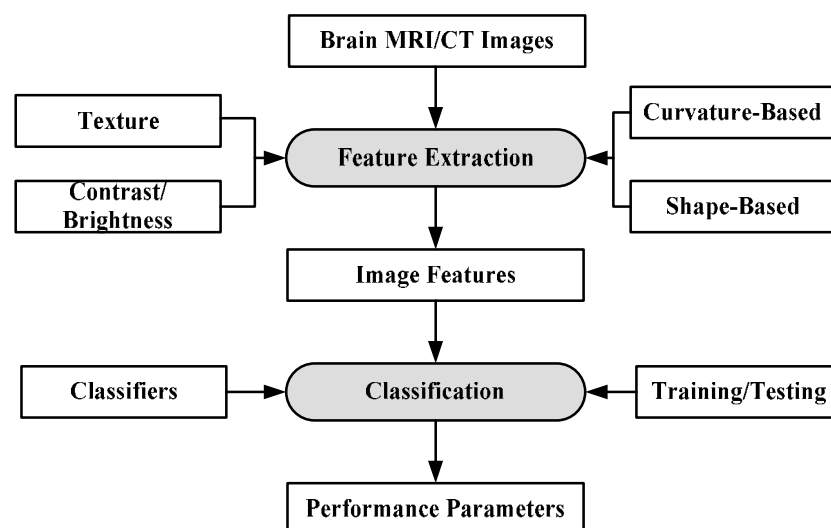 Brain MRI/CT Images
Texture
Curvature-Based
Feature Extraction
Contrast/
Brightness
Shape-Based
Image Features
Classifiers
Classification
Training/Testing
Performance Parameters